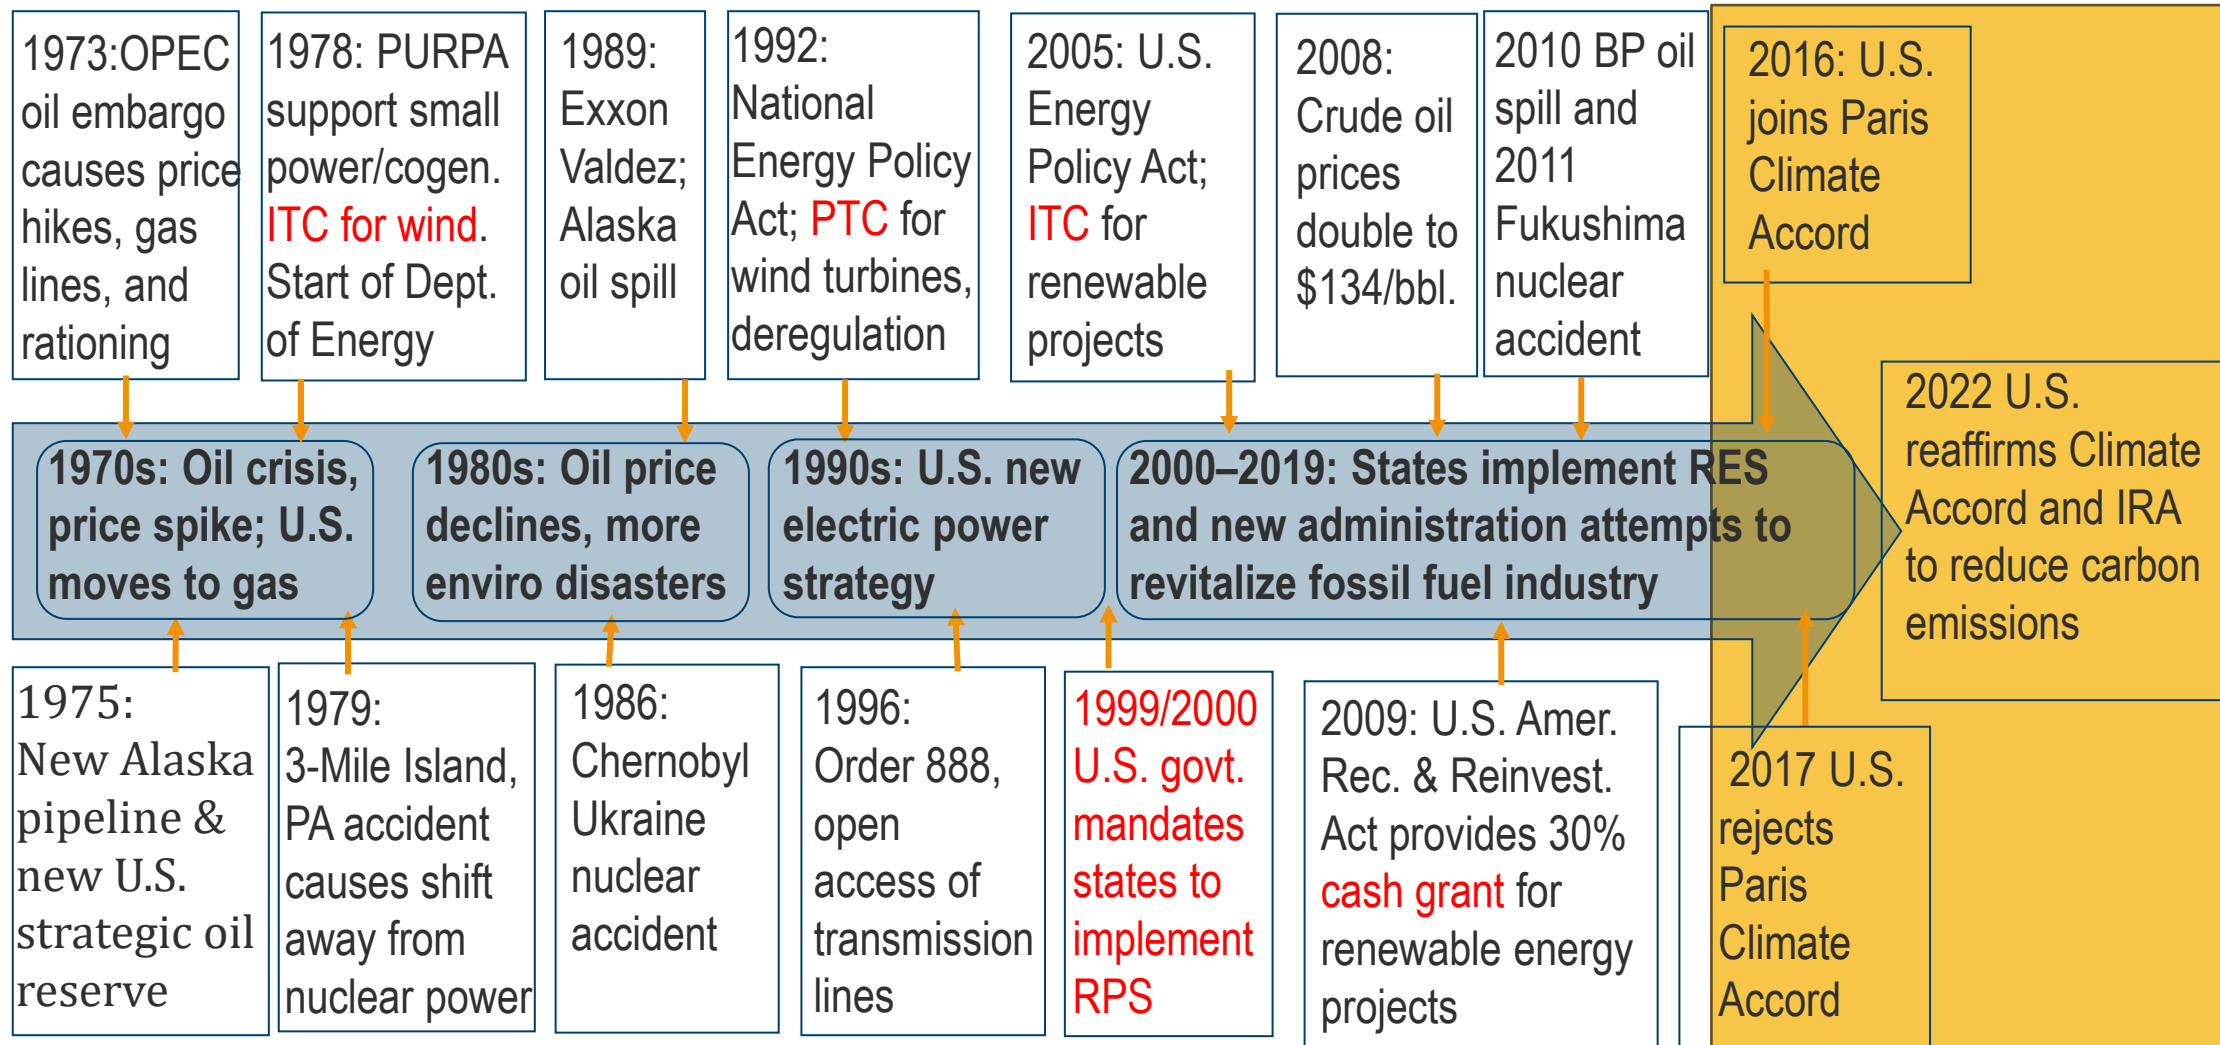 1973:OPEC
oil embargo
causes price
hikes, gas
lines, and
rationing
1978: PURPA
support small
power/cogen.
ITC for wind.
Start of Dept.
of Energy
1989:
Exxon
Valdez;
Alaska
oil spill
1992:
National
Energy Policy
Act; PTC for
wind turbines,
deregulation
2005: U.S.
Energy
Policy Act;
ITC for
renewable
projects
2008:
Crude oil
prices
double to
$134/bbl.
2010 BP oil
spill and
2011
Fukushima
nuclear
accident
2016: U.S.
joins Paris
Climate
Accord
1970s: Oil crisis,
price spike; U.S.
moves to gas
1980s: Oil price
declines, more
enviro disasters
1990s: U.S. new
electric power
strategy
2000–2019: States implement RES
and new administration attempts to
revitalize fossil fuel industry
2022 U.S.
reaffirms Climate
Accord and IRA
to reduce carbon
emissions
1975:
New Alaska
pipeline &
new U.S.
strategic oil
reserve
1979:
3-Mile Island,
PA accident
causes shift
away from
nuclear power
1986:
Chernobyl
Ukraine
nuclear
accident
1996:
Order 888,
open
access of
transmission
lines
1999/2000
U.S. govt.
mandates
states to
implement
RPS
2009: U.S. Amer.
Rec. & Reinvest.
Act provides 30%
cash grant for
renewable energy
projects
2017 U.S.
rejects
Paris
Climate
Accord